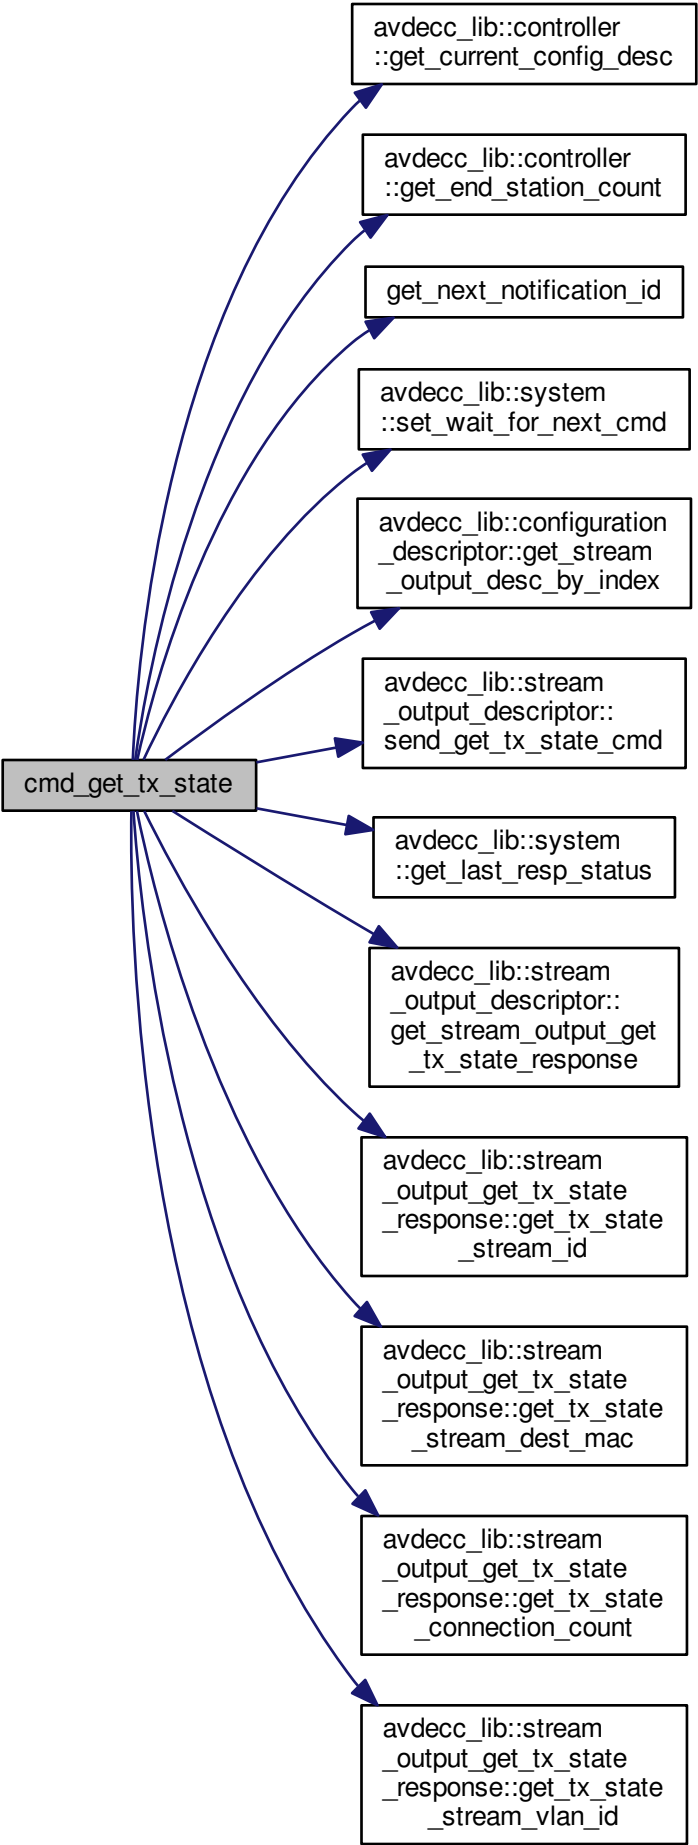 avdecc_lib::controller
::get_current_config_desc
avdecc_lib::controller
::get_end_station_count
get_next_notification_id
avdecc_lib::system
::set_wait_for_next_cmd
avdecc_lib::configuration
_descriptor::get_stream
_output_desc_by_index
avdecc_lib::stream
_output_descriptor::
send_get_tx_state_cmd
cmd_get_tx_state
avdecc_lib::system
::get_last_resp_status
avdecc_lib::stream
_output_descriptor::
get_stream_output_get
_tx_state_response
avdecc_lib::stream
_output_get_tx_state
_response::get_tx_state
_stream_id
avdecc_lib::stream
_output_get_tx_state
_response::get_tx_state
_stream_dest_mac
avdecc_lib::stream
_output_get_tx_state
_response::get_tx_state
_connection_count
avdecc_lib::stream
_output_get_tx_state
_response::get_tx_state
_stream_vlan_id